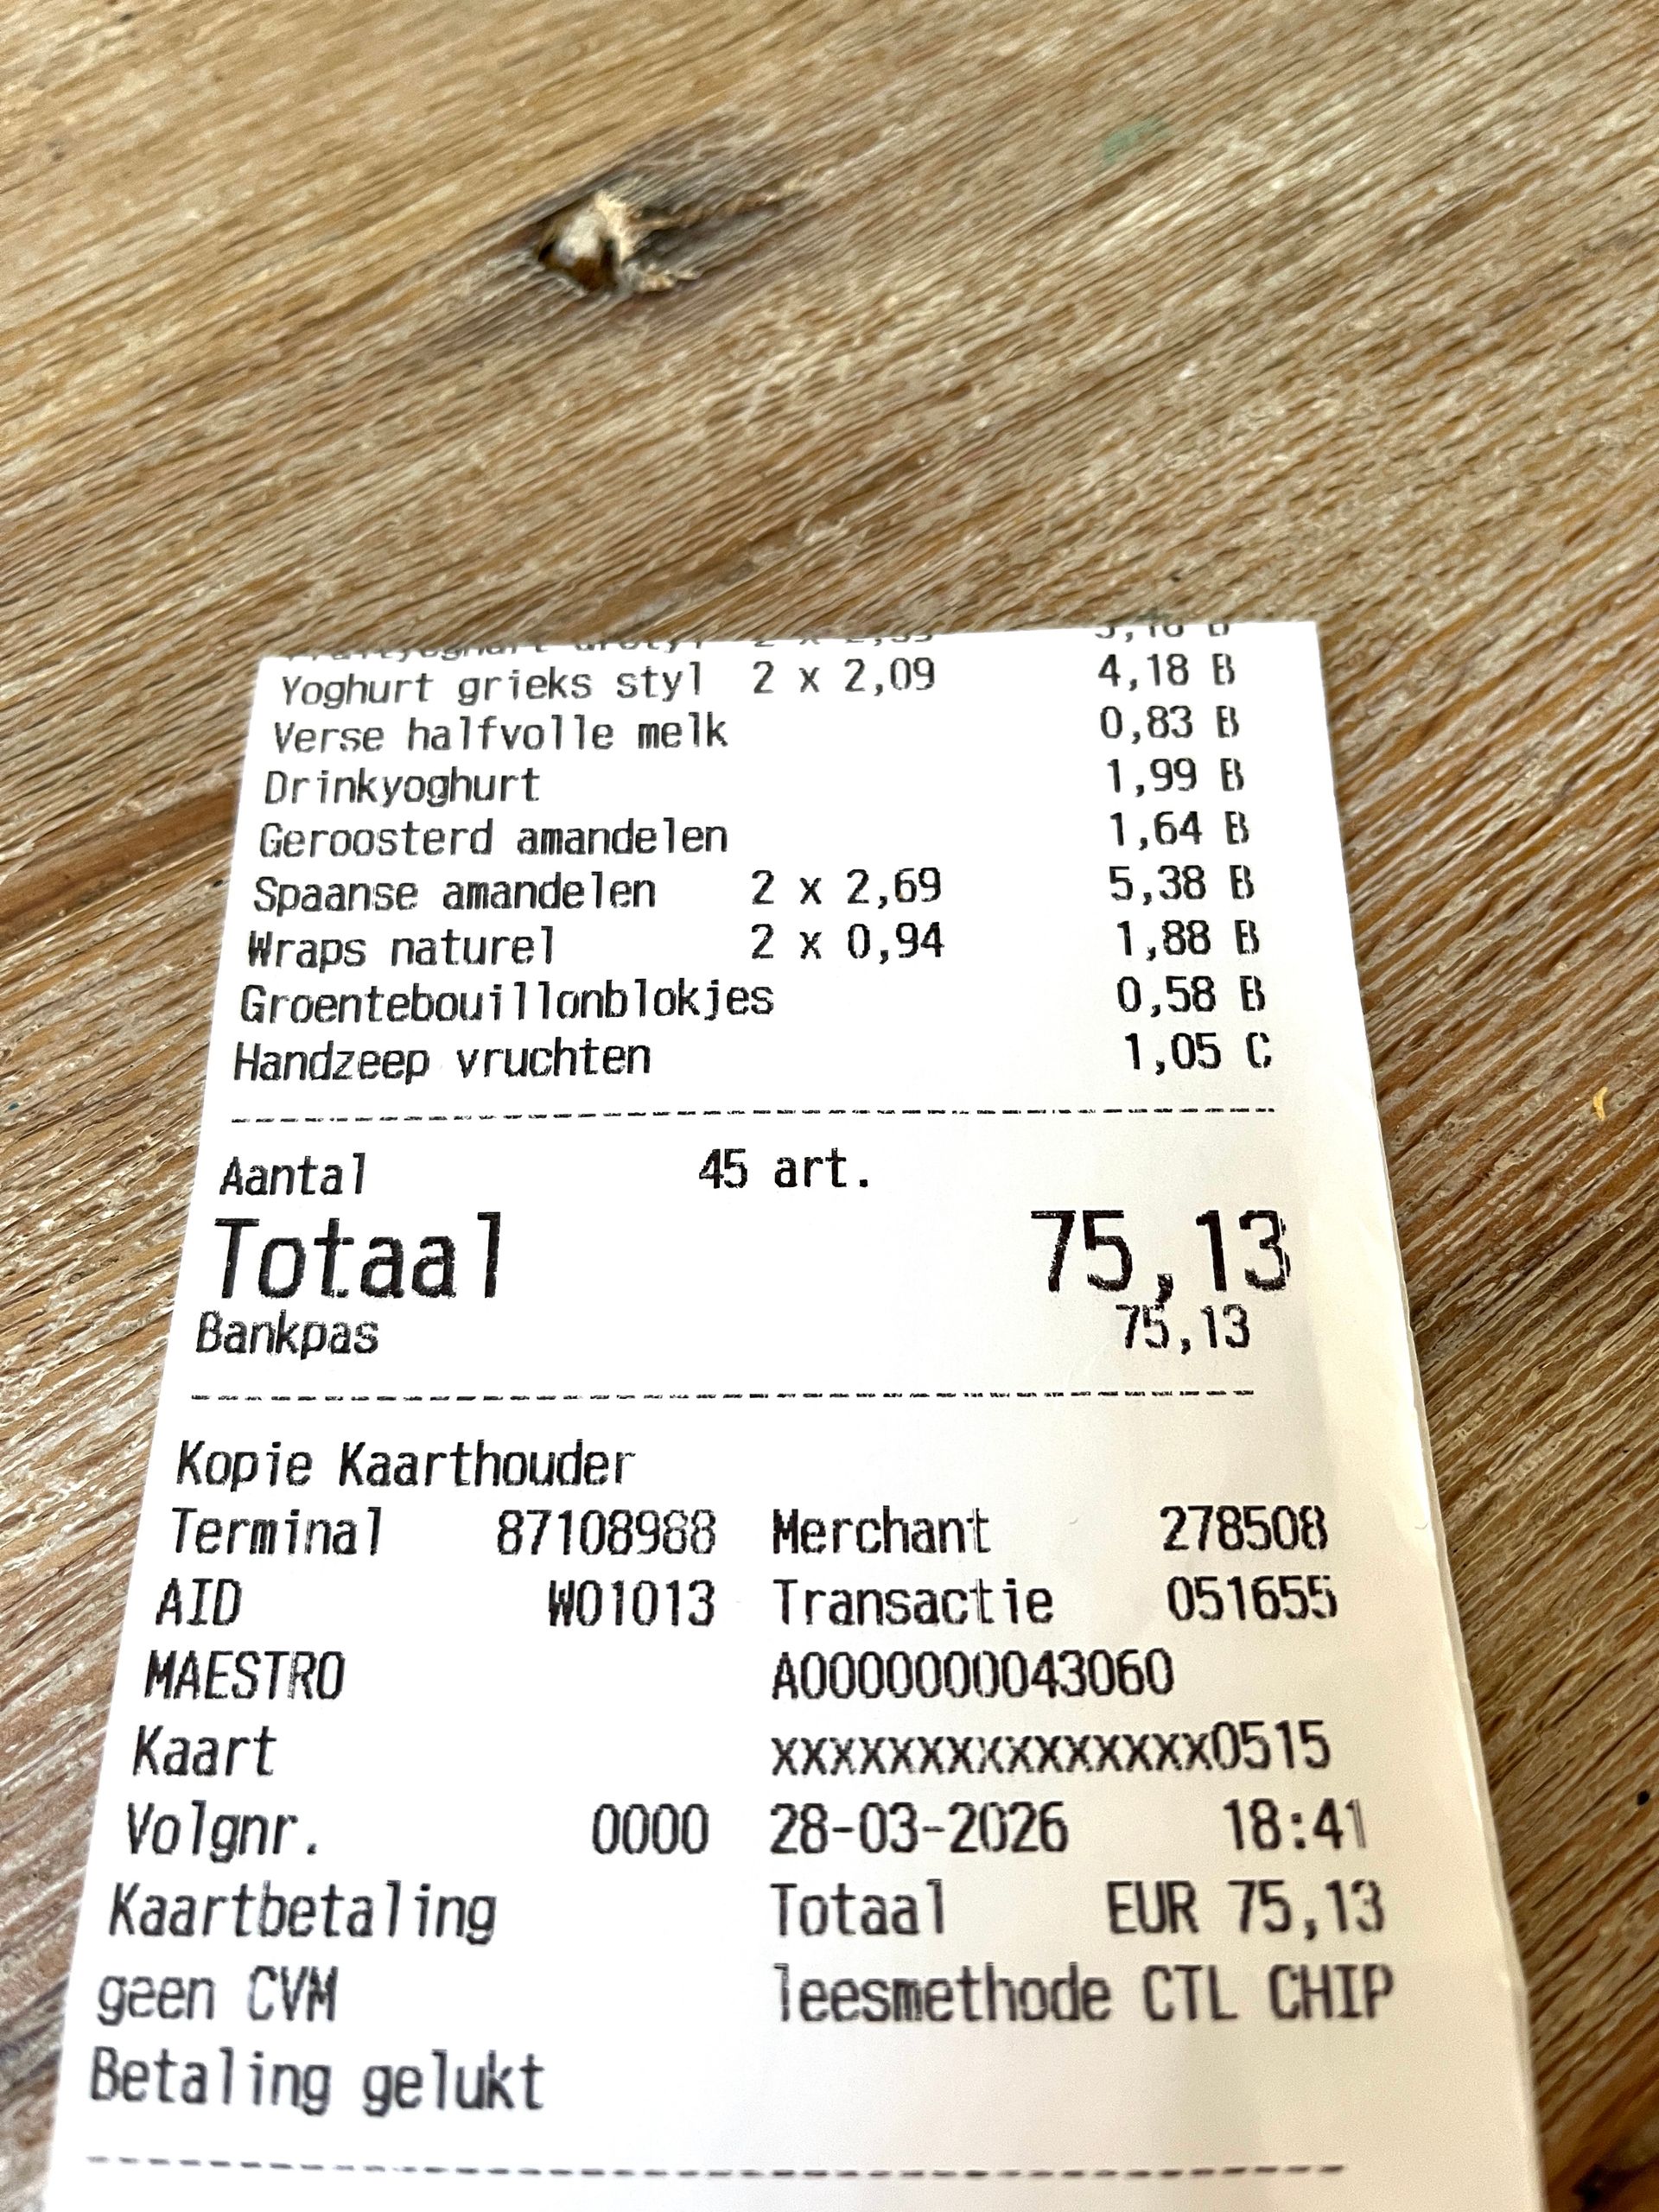 Yoghurt grieks styl 2 x 2,09 4,18 B
Verse halfvolle melk 0,83 B
Drinkyoghurt 1,99 B
Geroosterd amandelen 1,64 B
Spaanse amandelen 2 x 2,69 5,38 B
Wraps naturel 2 x 0,94 1,88 B
Groentebouillonblokjes 0,58 B
Handzeep vruchten 1,05 C
Aantal 45 art.
Totaal 75,13
Bankpas 75,13
Kopie Kaarthouder
Terminal 87108988 Merchant 278508
AID W01013 Transactie 051655
MAESTRO A0000000043060
Kaart xxxxxxxxxxxxxxx0515
Volgnr. 0000 28-03-2026 18:41
Kaartbetaling Totaal EUR 75,13
geen CVM leesmethode CTL CHIP
Betaling gelukt